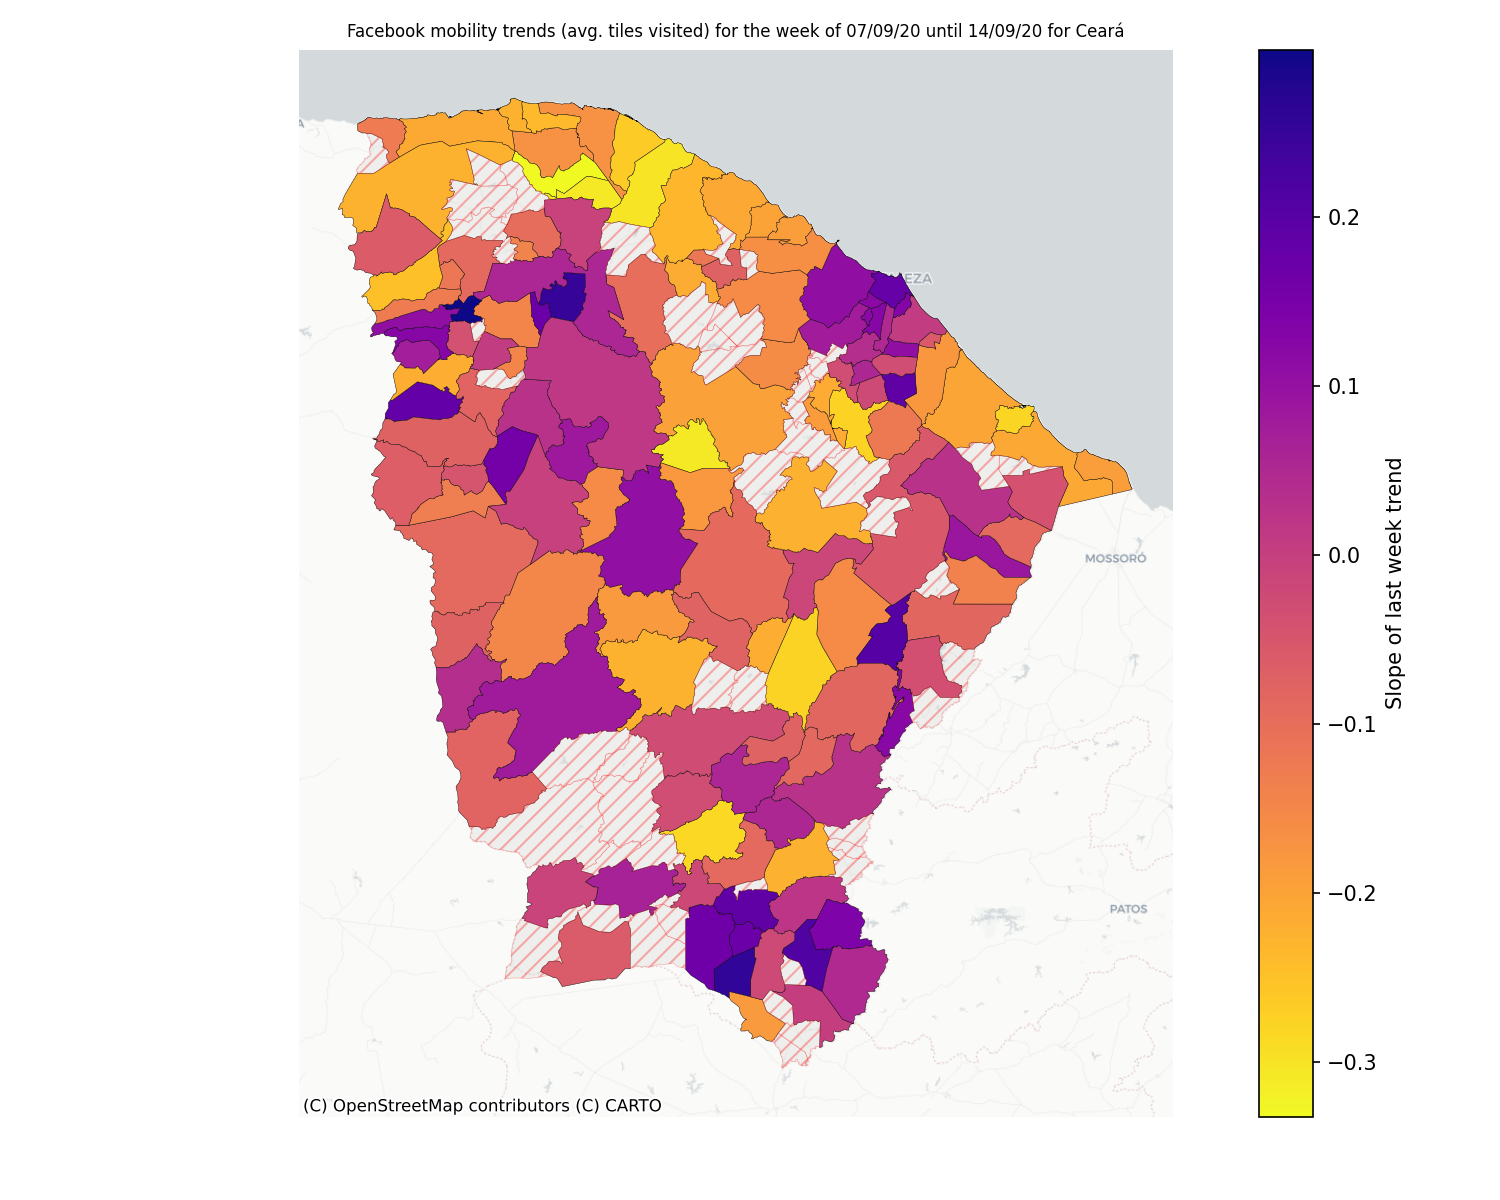 Facebook mobility trends (avg. tiles visited) for the week of 07/09/20 until 14/09/20 for Ceará
A
EZA
MOSSORÓ
PATOS
0.2
0.1
0.0
−0.1
−0.2
−0.3
Slope of last week trend
(C) OpenStreetMap contributors (C) CARTO